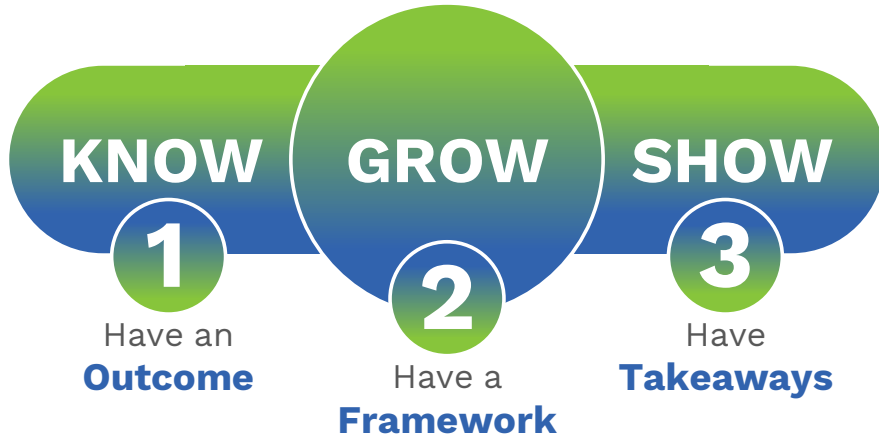 KNOW
1
Have an
Outcome
GROW
2
Have a
Framework
SHOW
3
Have
Takeaways